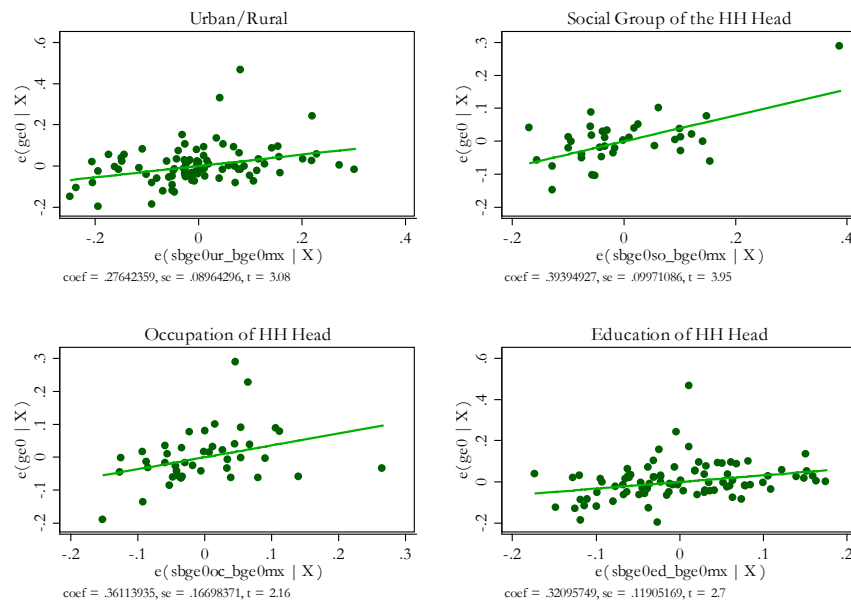 Urban/Rural
e( ge0 | X )
.6
.4
.2
0
-.2
-.2
0
.2
.4
e( sbge0ur_bge0mx | X )
coef = .27642359, se = .08964296, t = 3.08
Social Group of the HH Head
e( ge0 | X )
.3
.2
.1
0
-.1
-.2
-.2
0
.2
.4
e( sbge0so_bge0mx | X )
coef = .39394927, se = .09971086, t = 3.95
Occupation of HH Head
e( ge0 | X )
.3
.2
.1
0
-.1
-.2
-.2
-.1
0
.1
.2
.3
e( sbge0oc_bge0mx | X )
coef = .36113935, se = .16698371, t = 2.16
Education of HH Head
e( ge0 | X )
.6
.4
.2
0
-.2
-.2
-.1
0
.1
.2
e( sbge0ed_bge0mx | X )
coef = .32095749, se = .11905169, t = 2.7